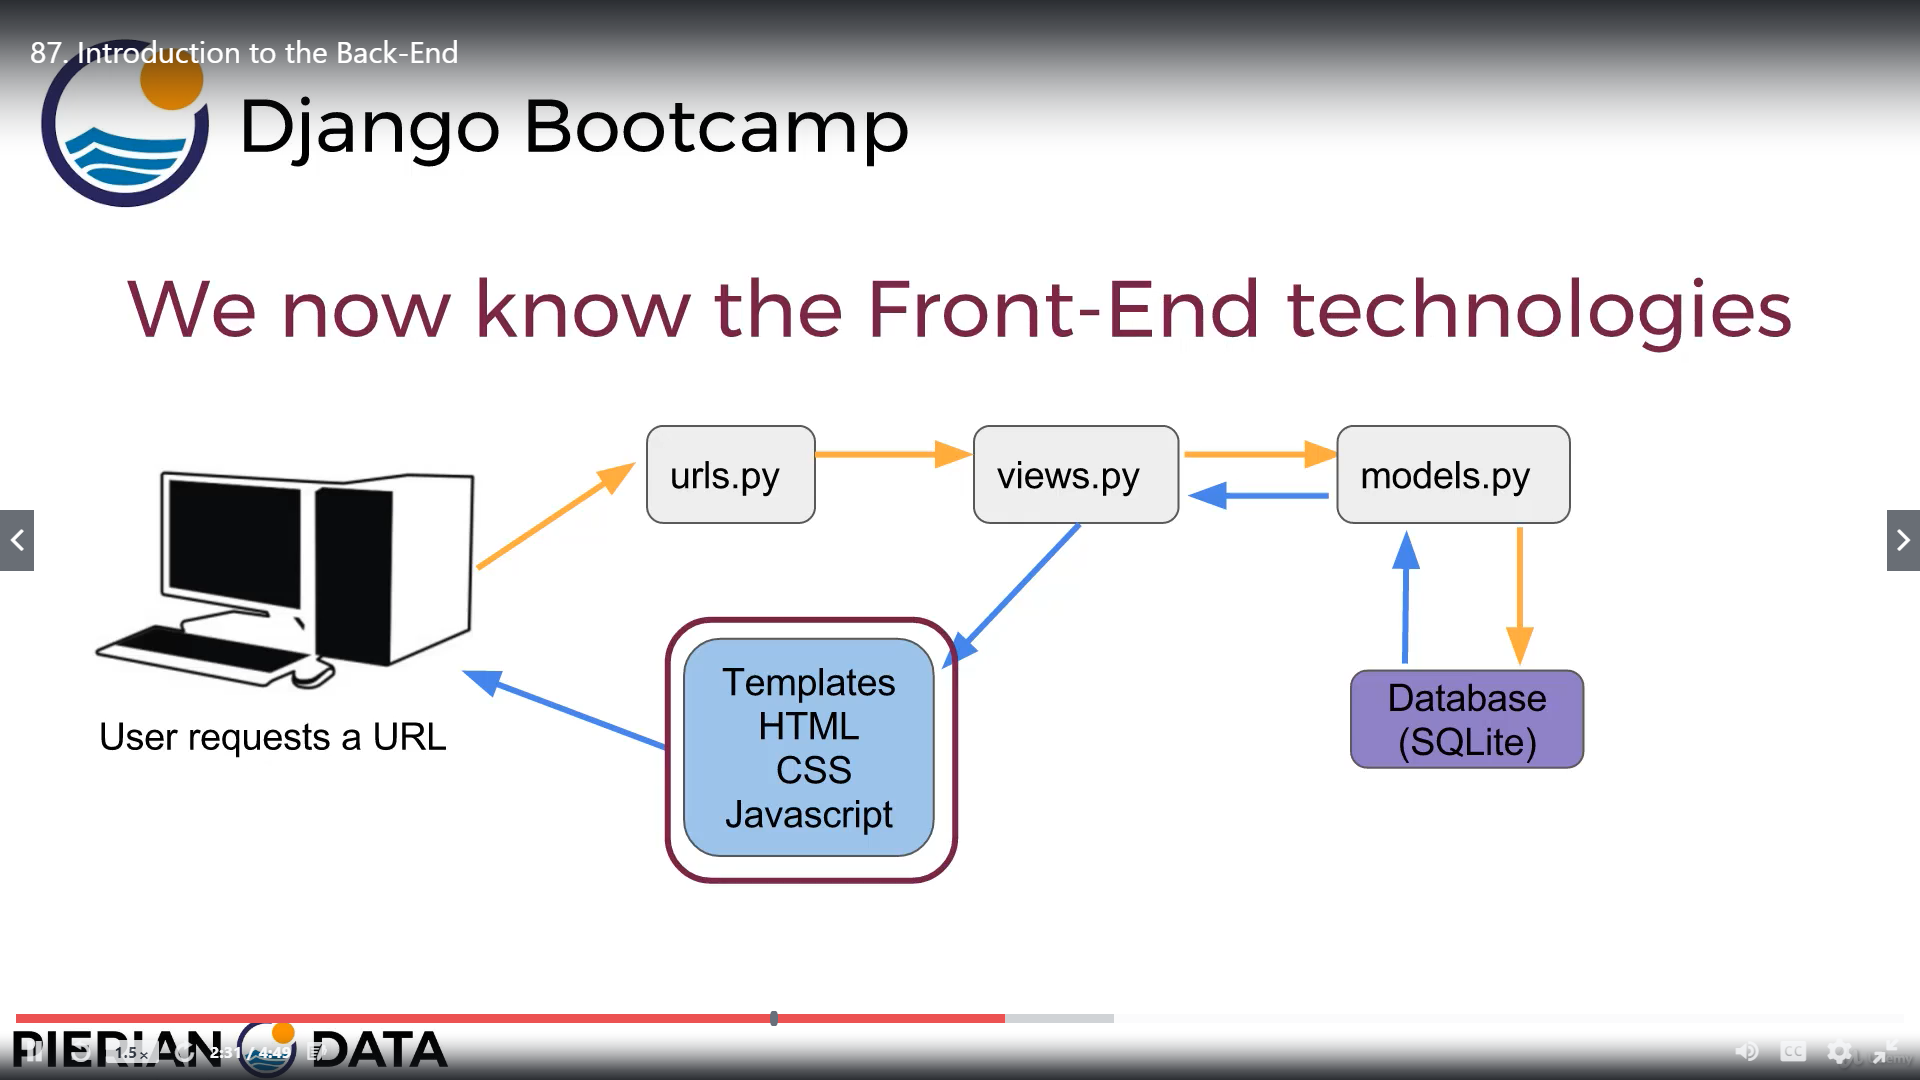 87. Introduction to the Back-End
Django Bootcamp
We now know the Front-End technologies
urls.py
views.py
models.py
Templates
HTML
CSS
Javascript
Database
(SQLite)
User requests a URL
PIERIAN DATA
1.5x
2:31 / 4:49
CC